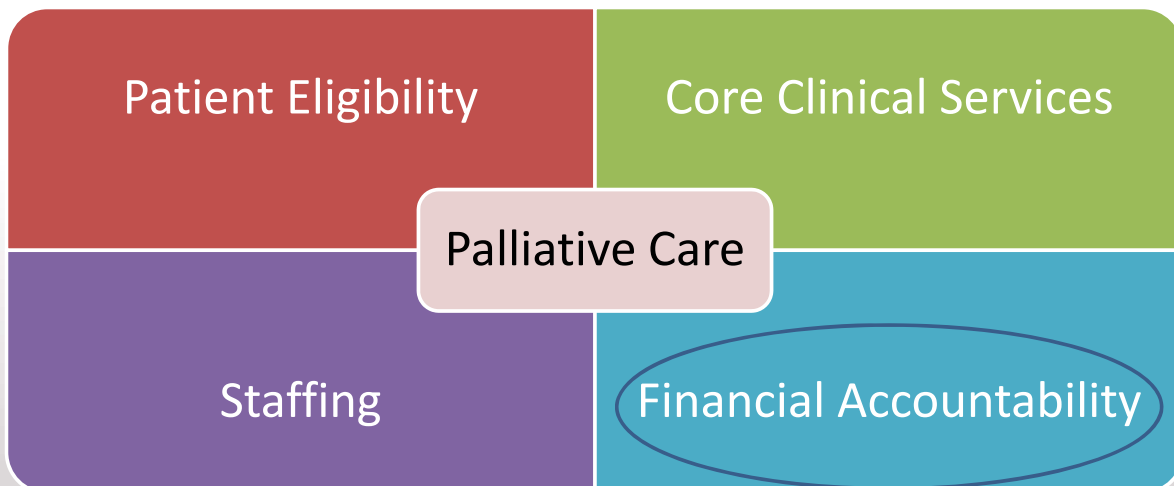 Patient Eligibility
Core Clinical Services
Palliative Care
Staffing
Financial Accountability